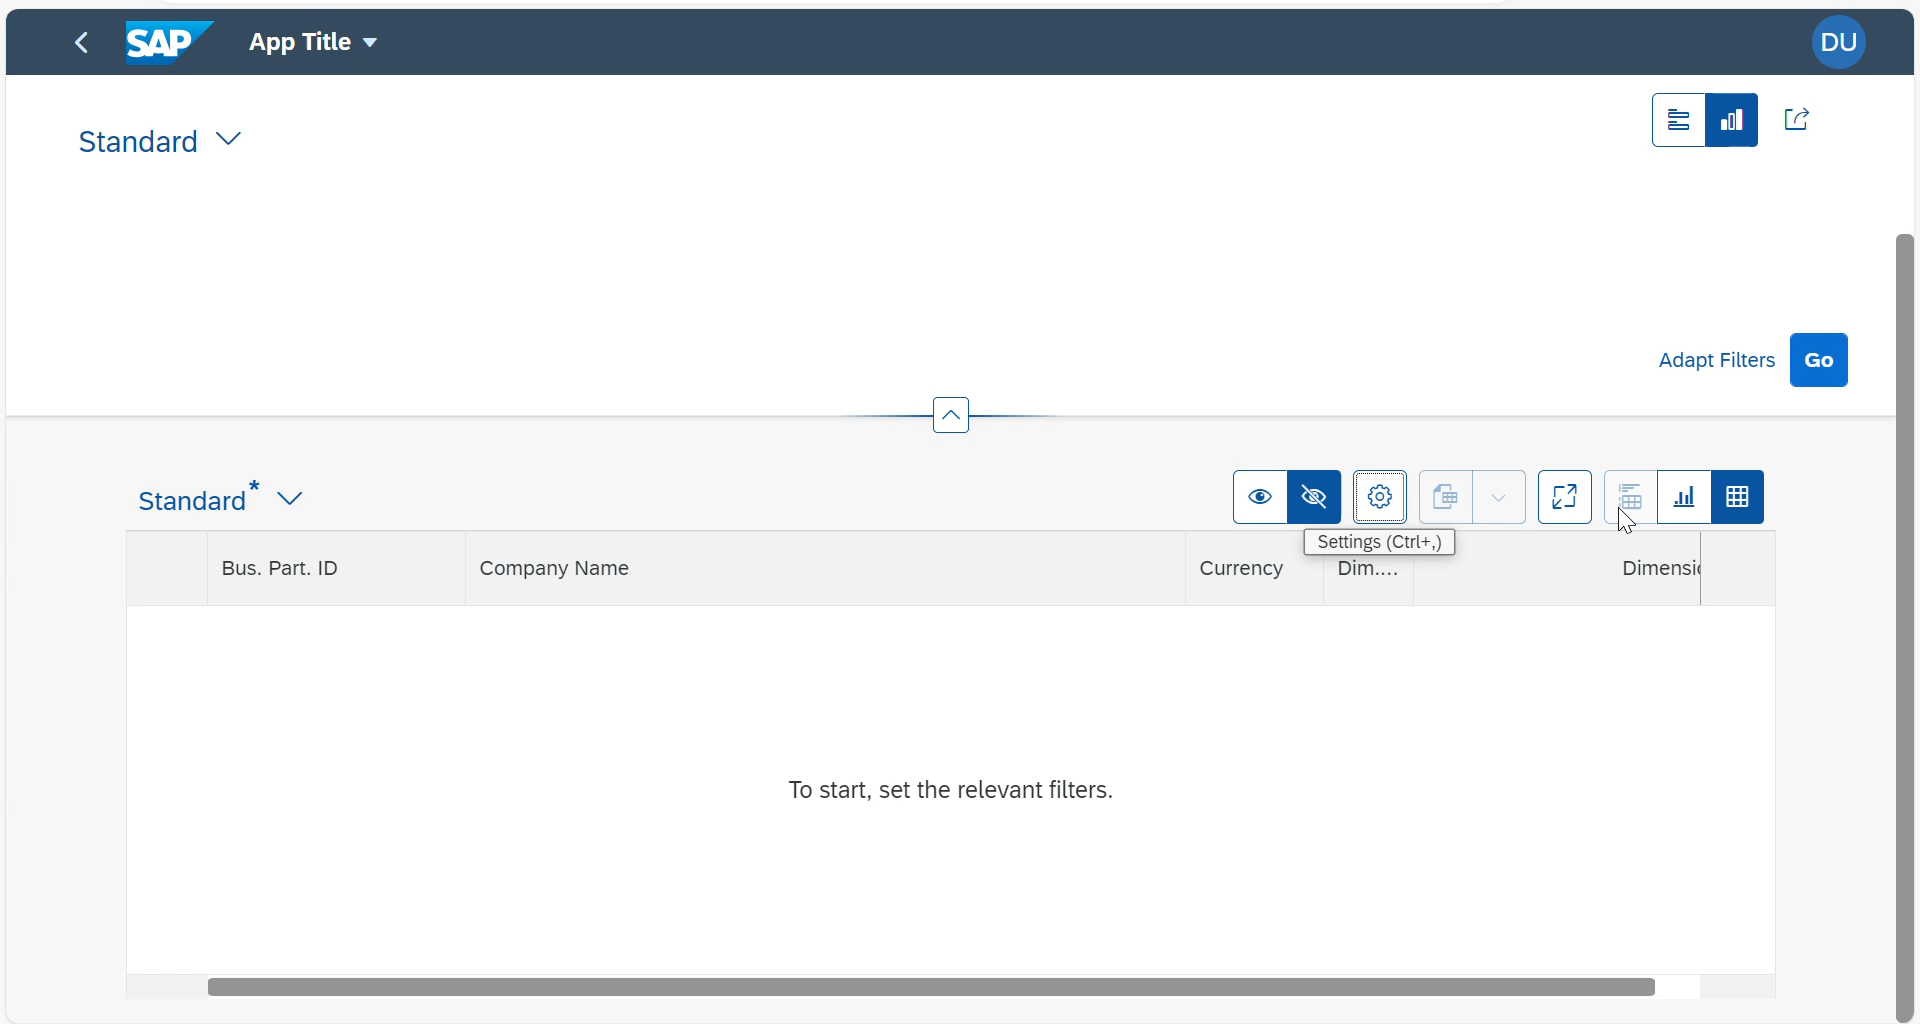 SAP App Title DU
Standard
Adapt Filters Go
Standard*
Settings (Ctrl+,)
Bus. Part. ID Company Name Currency Dim.... Dimensi
To start, set the relevant filters.